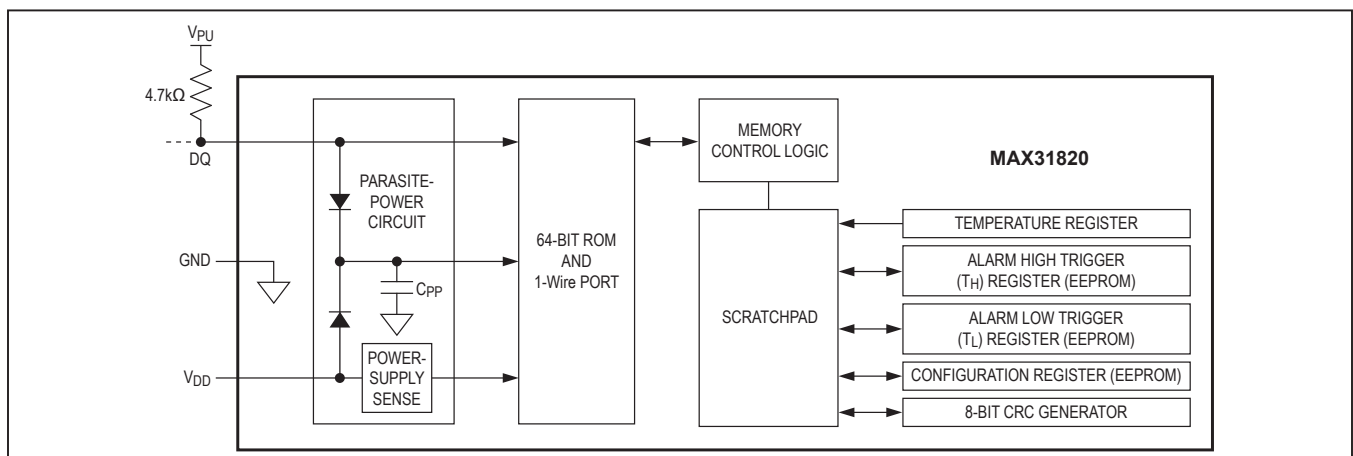 VPU
4.7kΩ
DQ
GND
VDD
PARASITE-
POWER
CIRCUIT
CPP
POWER-
SUPPLY
SENSE
64-BIT ROM
AND
1-Wire PORT
MEMORY
CONTROL LOGIC
SCRATCHPAD
MAX31820
TEMPERATURE REGISTER
ALARM HIGH TRIGGER
(TH) REGISTER (EEPROM)
ALARM LOW TRIGGER
(TL) REGISTER (EEPROM)
CONFIGURATION REGISTER (EEPROM)
8-BIT CRC GENERATOR